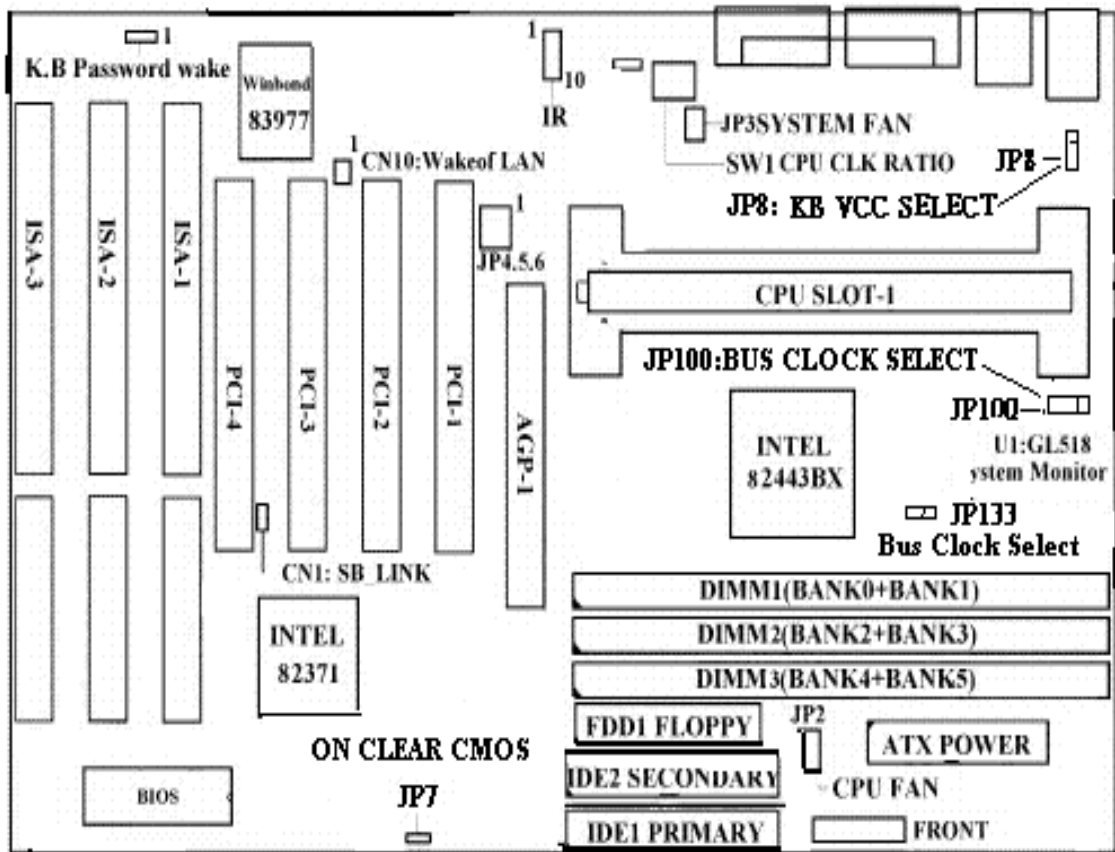 1
K.B Password wake
Winbond
83977
1
10
IR
JP3SYSTEM FAN
SW1 CPU CLK RATIO
JP8
JP8: KB VCC SELECT
1
CN10:Wakeof LAN
1
JP4.5.6
ISA-3
ISA-2
ISA-1
PCI-4
PCI-3
PCI-2
PCI-1
AGP-1
CPU SLOT-1
JP100:BUS CLOCK SELECT
JP100
INTEL
82443BX
U1:GL518
ystem Monitor
JP133
Bus Clock Select
CN1: SB_LINK
INTEL
82371
DIMM1(BANK0+BANK1)
DIMM2(BANK2+BANK3)
DIMM3(BANK4+BANK5)
FDD1 FLOPPY
JP2
ATX POWER
ON CLEAR CMOS
IDE2 SECONDARY
CPU FAN
BIOS
JP7
IDE1 PRIMARY
FRONT